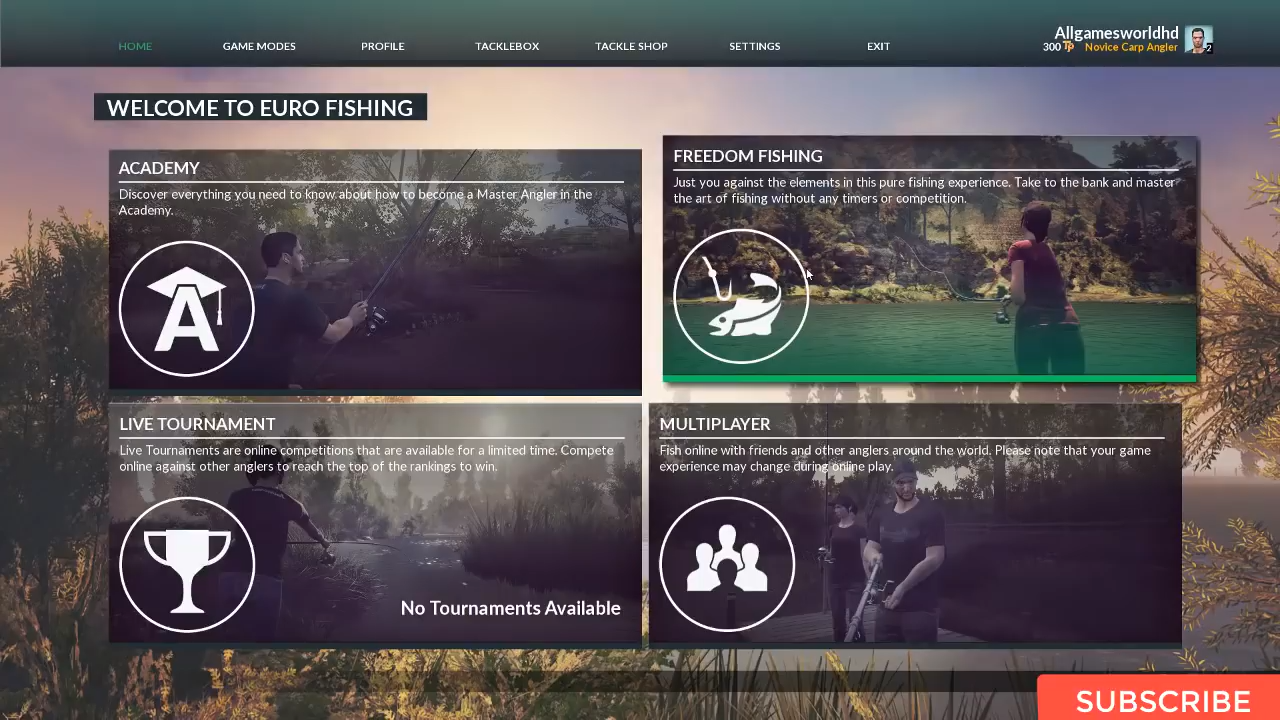 HOME
GAME MODES
PROFILE
TACKLEBOX
TACKLE SHOP
SETTINGS
EXIT
Allgamesworldhd
300 TP Novice Carp Angler
2
WELCOME TO EURO FISHING
ACADEMY
Discover everything you need to know about how to become a Master Angler in the
Academy.
FREEDOM FISHING
Just you against the elements in this pure fishing experience. Take to the bank and master
the art of fishing without any timers or competition.
A
LIVE TOURNAMENT
Live Tournaments are online competitions that are available for a limited time. Compete
online against other anglers to reach the top of the rankings to win.
No Tournaments Available
MULTIPLAYER
Fish online with friends and other anglers around the world. Please note that your game
experience may change during online play.
SUBSCRIBE